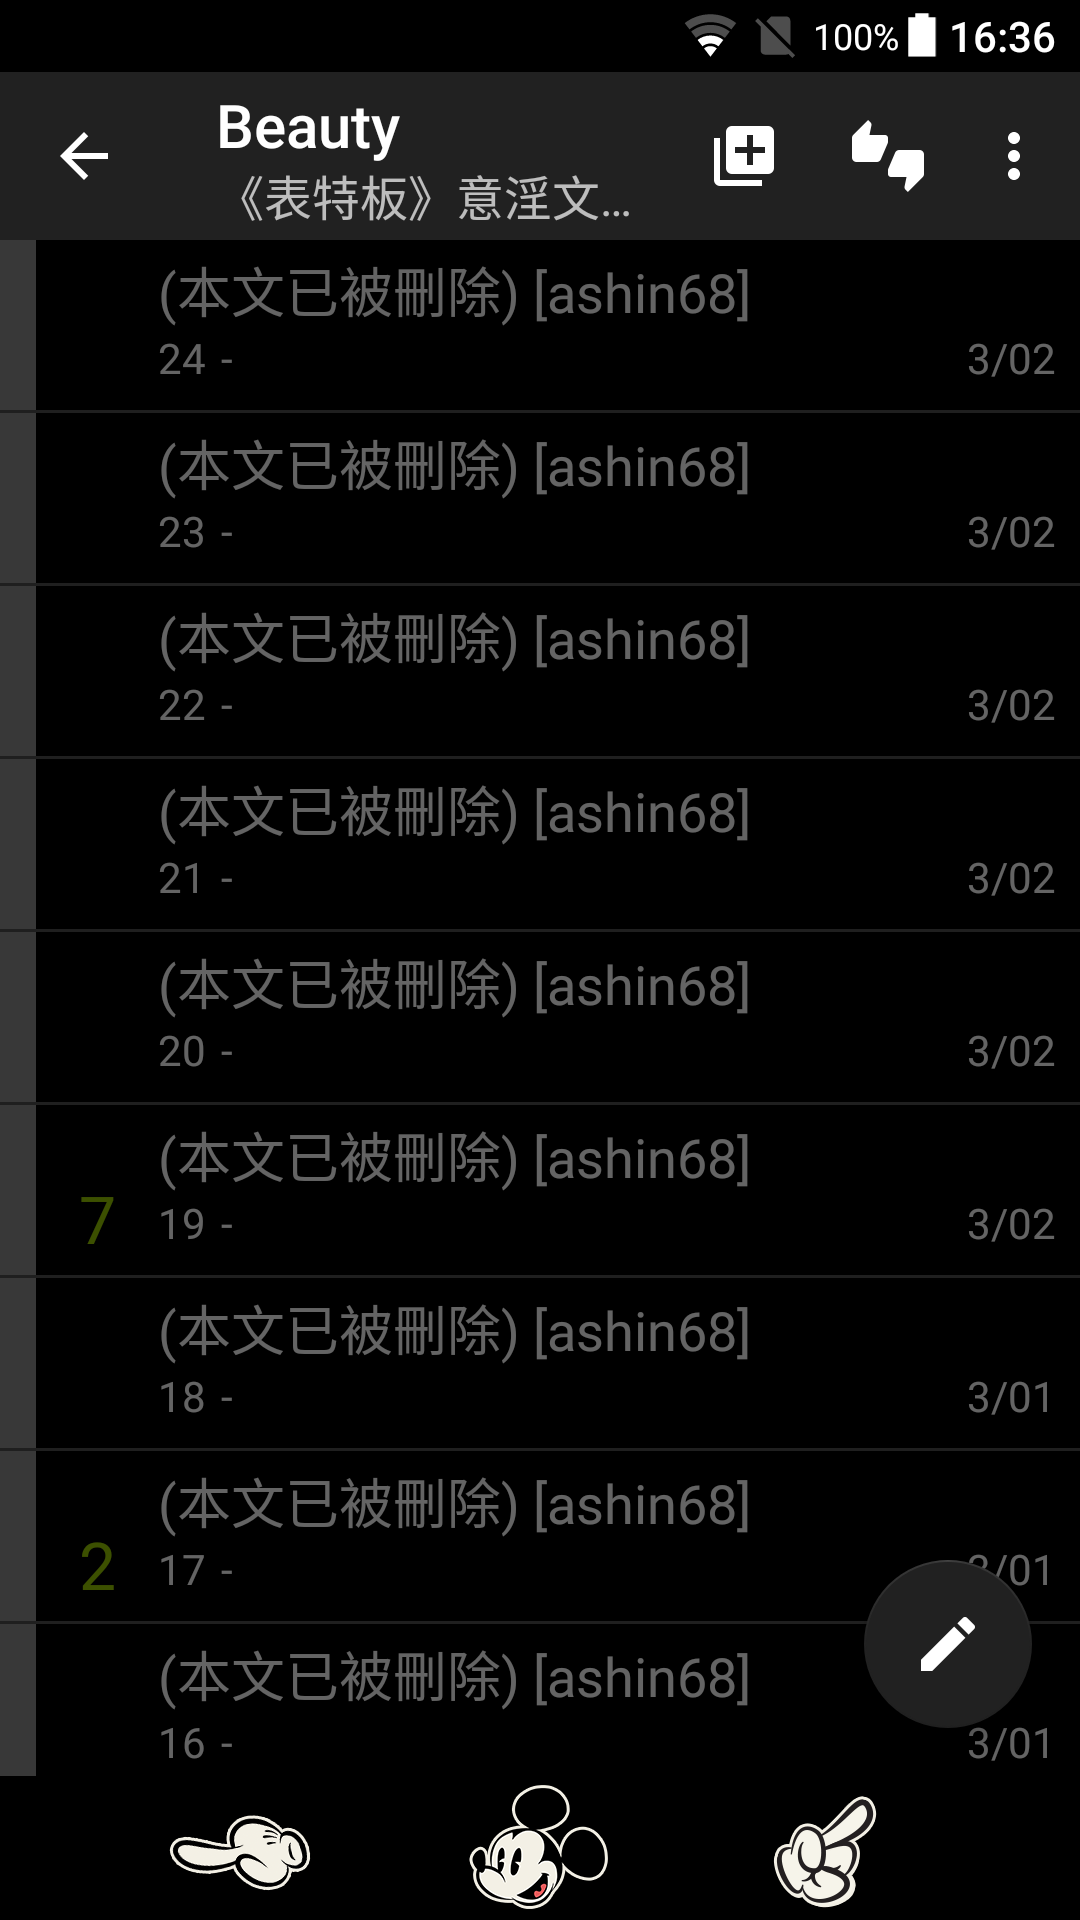 100% 16:36
Beauty
《表特板》意淫文...
(本文已被刪除) [ashin68]
24 - 3/02
(本文已被刪除) [ashin68]
23 - 3/02
(本文已被刪除) [ashin68]
22 - 3/02
(本文已被刪除) [ashin68]
21 - 3/02
(本文已被刪除) [ashin68]
20 - 3/02
(本文已被刪除) [ashin68]
7 19 - 3/02
(本文已被刪除) [ashin68]
18 - 3/01
(本文已被刪除) [ashin68]
2 17 - 3/01
(本文已被刪除) [ashin68]
16 - 3/01